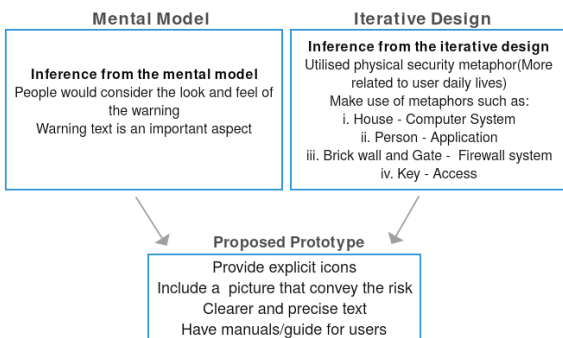 Mental Model
Inference from the mental model
People would consider the look and feel of
the warning
Warning text is an important aspect
Iterative Design
Inference from the iterative design
Utilised physical security metaphor(More
related to user daily lives)
Make use of metaphors such as:
i. House - Computer System
ii. Person - Application
iii. Brick wall and Gate - Firewall system
iv. Key - Access
Proposed Prototype
Provide explicit icons
Include a picture that convey the risk
Clearer and precise text
Have manuals/guide for users